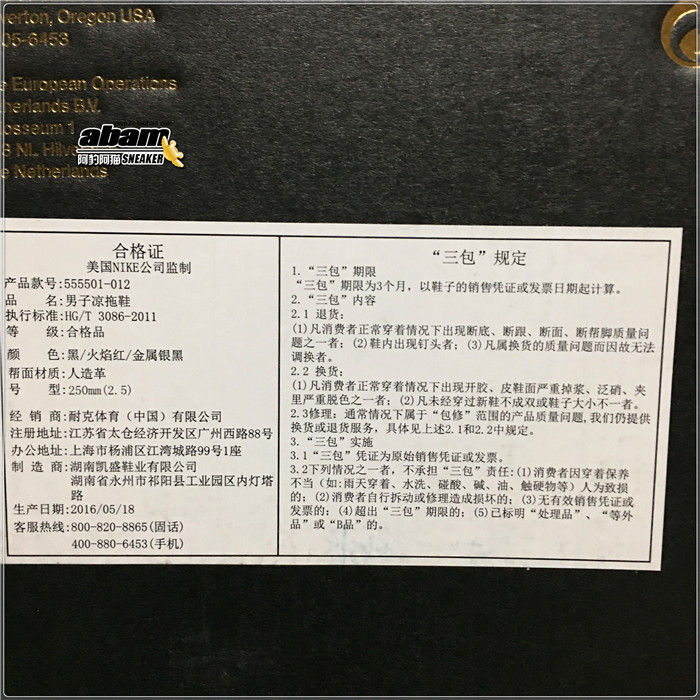 verton, Oregon USA
05-6453
e European Operations
therlands B.V.
osseum 1
3 NL Hilve
e Netherlands
abam
阿豹阿猫SNEAKER
合格证
美国NIKE公司监制
产品款号:555501-012
品 名:男子凉拖鞋
执行标准:HG/T 3086-2011
等 级:合格品
颜 色:黑/火焰红/金属银黑
帮面材质:人造革
号 型:250mm(2.5)
经 销 商:耐克体育（中国）有限公司
注册地址:江苏省太仓经济开发区广州西路88号
办公地址:上海市杨浦区江湾城路99号1座
制 造 商:湖南凯盛鞋业有限公司
湖南省永州市祁阳县工业园区内灯塔
路
生产日期:2016/05/18
客服热线:800-820-8865(固话)
400-880-6453(手机)
“三包”规定
1. “三包”期限
“三包”期限为3个月，以鞋子的销售凭证或发票日期起计算。
2. “三包”内容
2.1 退货:
(1)凡消费者正常穿着情况下出现断底、断跟、断面、断帮脚质量问
题之一者; (2)鞋内出现钉头者; (3)凡属换货的质量问题而因故无法
调换者。
2.2 换货:
(1)凡消费者正常穿着情况下出现开胶、皮鞋面严重掉浆、泛硝、夹
里严重脱色之一者; (2)凡未经穿过新鞋不成双或鞋子大小不一者。
2.3修理: 通常情况下属于“包修”范围的产品质量问题,我们仍提供
换货或退货服务, 具体见上述2.1和2.2中规定。
3. “三包”实施
3.1“三包”凭证为原始销售凭证或发票。
3.2下列情况之一者, 不承担“三包”责任:(1)消费者因穿着保养
不当（如:雨天穿着、水洗、碰酸、碱、油、触硬物等）人为致损
的; (2)消费者自行拆动或修理造成损坏的; (3)无有效销售凭证或
发票的; (4)超出“三包”期限的; (5)已标明“处理品”、“等外
品”或“B品”的。